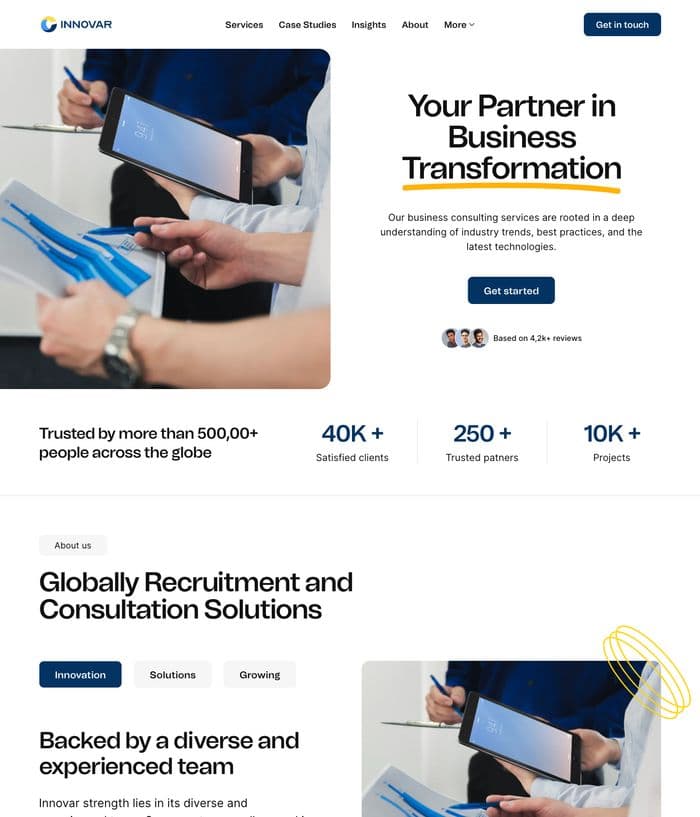 INNOVAR
Services Case Studies Insights About More
Get in touch
9:41
Your Partner in
Business
Transformation
Our business consulting services are rooted in a deep
understanding of industry trends, best practices, and the
latest technologies.
Get started
Based on 4,2k+ reviews
Trusted by more than 500,00+
people across the globe
40K +
Satisfied clients
250 +
Trusted patners
10K +
Projects
About us
Globally Recruitment and
Consultation Solutions
Innovation Solutions Growing
Backed by a diverse and
experienced team
Innovar strength lies in its diverse and
9:41